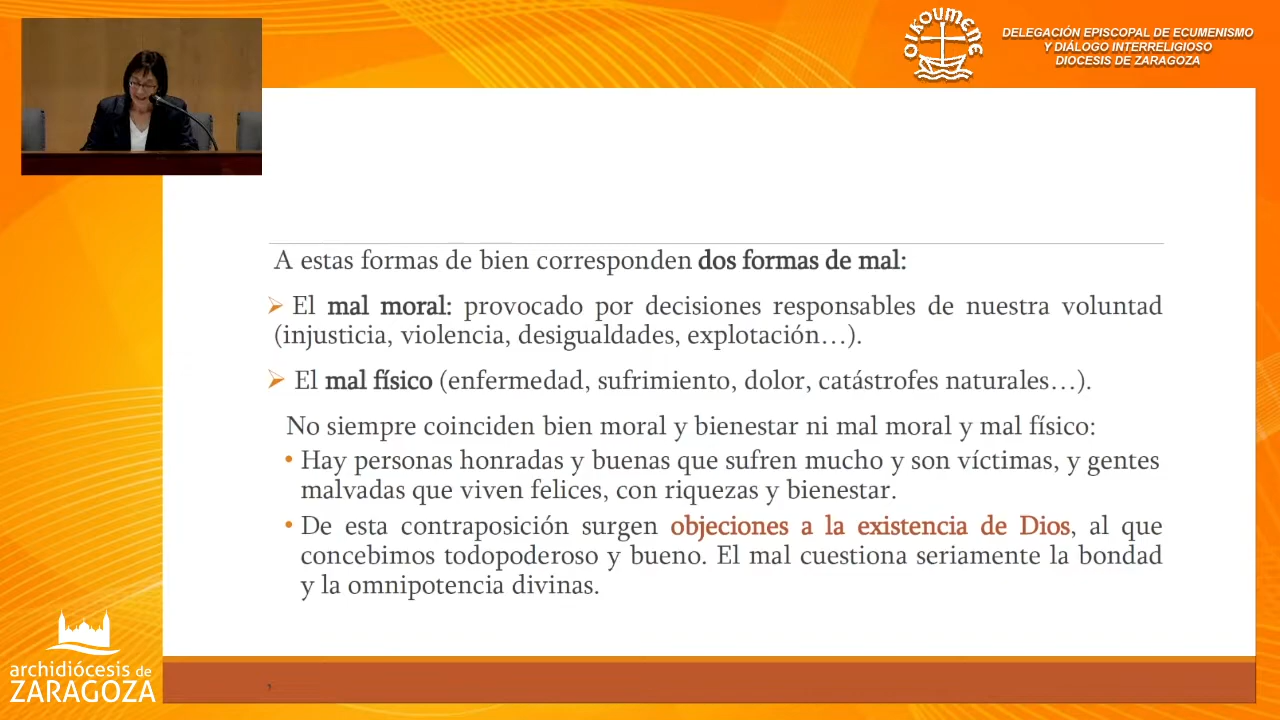 OIKOUMENE
DELEGACIÓN EPISCOPAL DE ECUMENISMO
Y DIÁLOGO INTERRELIGIOSO
DIOCESIS DE ZARAGOZA
A estas formas de bien corresponden dos formas de mal:
El mal moral: provocado por decisiones responsables de nuestra voluntad
(injusticia, violencia, desigualdades, explotación…).
El mal físico (enfermedad, sufrimiento, dolor, catástrofes naturales…).
No siempre coinciden bien moral y bienestar ni mal moral y mal físico:
• Hay personas honradas y buenas que sufren mucho y son víctimas, y gentes
malvadas que viven felices, con riquezas y bienestar.
• De esta contraposición surgen objeciones a la existencia de Dios, al que
concebimos todopoderoso y bueno. El mal cuestiona seriamente la bondad
y la omnipotencia divinas.
archidiócesis de
ZARAGOZA